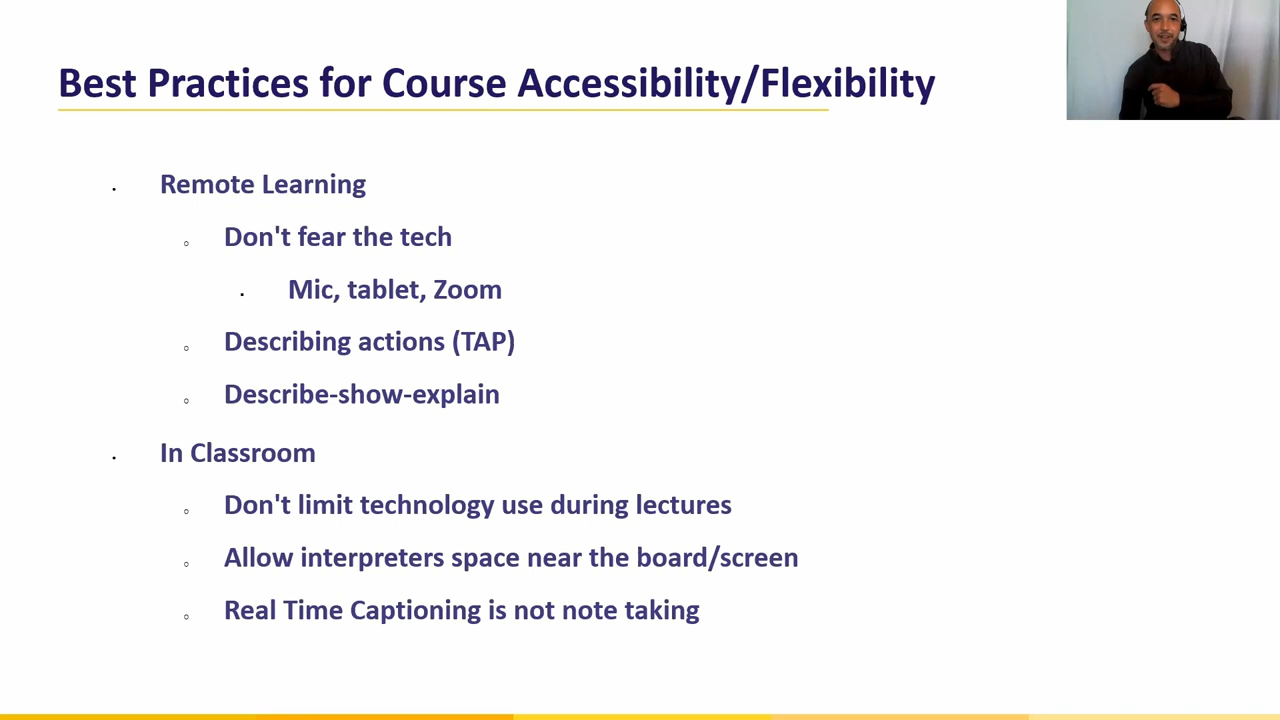 Best Practices for Course Accessibility/Flexibility
Remote Learning
Don't fear the tech
Mic, tablet, Zoom
Describing actions (TAP)
Describe-show-explain
In Classroom
Don't limit technology use during lectures
Allow interpreters space near the board/screen
Real Time Captioning is not note taking